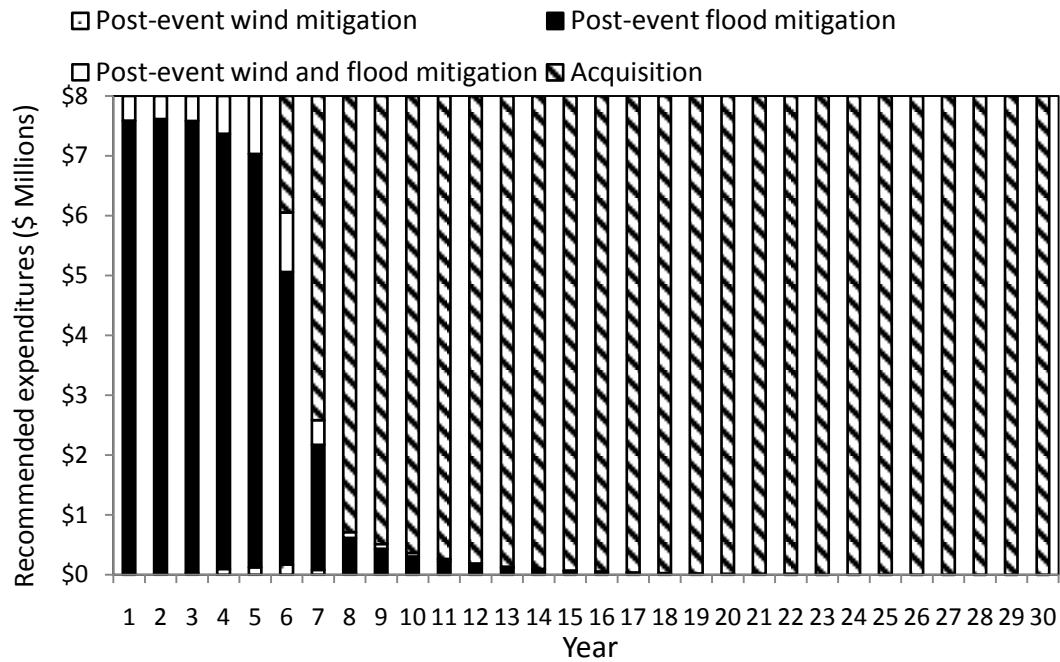 Post-event wind mitigation Post-event flood mitigation
Post-event wind and flood mitigation Acquisition
Recommended expenditures ($ Millions)
$8
$7
$6
$5
$4
$3
$2
$1
$0
1 2 3 4 5 6 7 8 9 10 11 12 13 14 15 16 17 18 19 20 21 22 23 24 25 26 27 28 29 30
Year